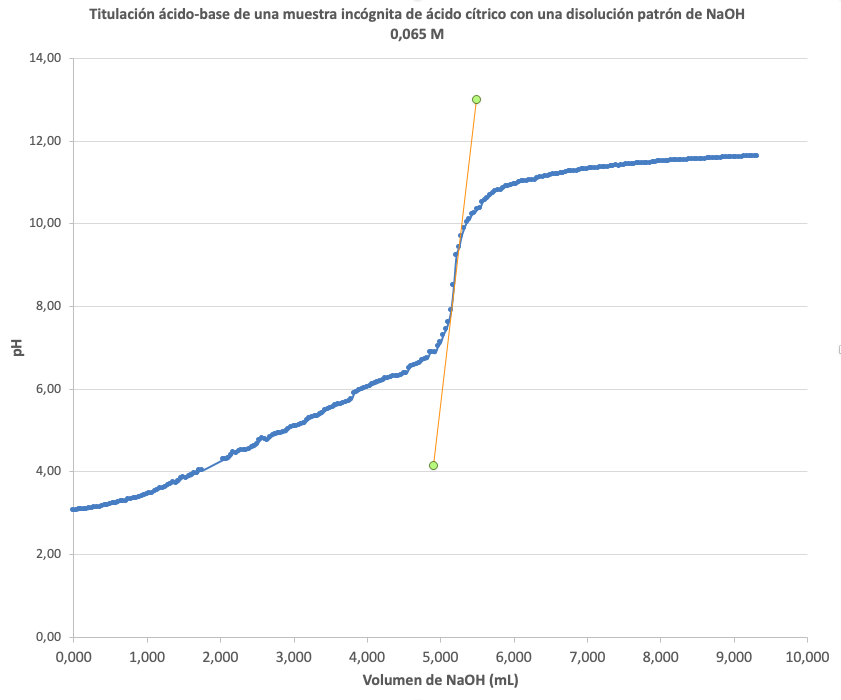 Titulación ácido-base de una muestra incógnita de ácido cítrico con una disolución patrón de NaOH
0,065 M
14,00
12,00
10,00
8,00
6,00
4,00
2,00
0,00
pH
0,000 1,000 2,000 3,000 4,000 5,000 6,000 7,000 8,000 9,000 10,000
Volumen de NaOH (mL)